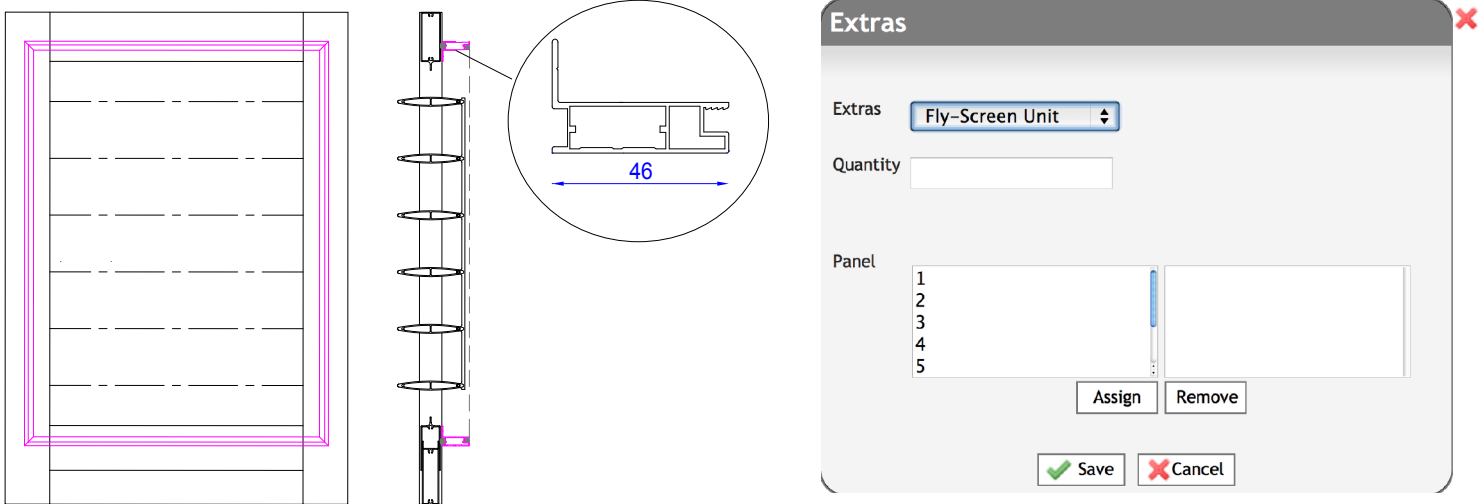 46
Extras
Extras
Fly-Screen Unit
Quantity
Panel
1
2
3
4
5
Assign
Remove
Save
Cancel